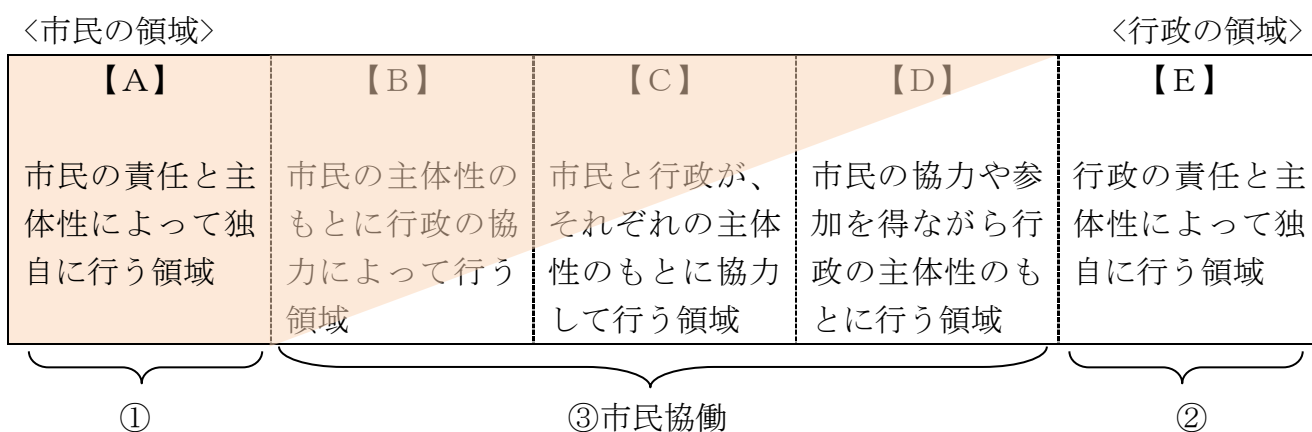 <市民の領域>
<行政の領域>
【A】
市民の責任と主
体性によって独
自に行う領域
【B】
市民の主体性の
もとに行政の協
力によって行う
領域
【C】
市民と行政が、
それぞれの主体
性のもとに協力
して行う領域
【D】
市民の協力や参
加を得ながら行
政の主体性のも
とに行う領域
【E】
行政の責任と主
体性によって独
自に行う領域
①
③市民協働
②